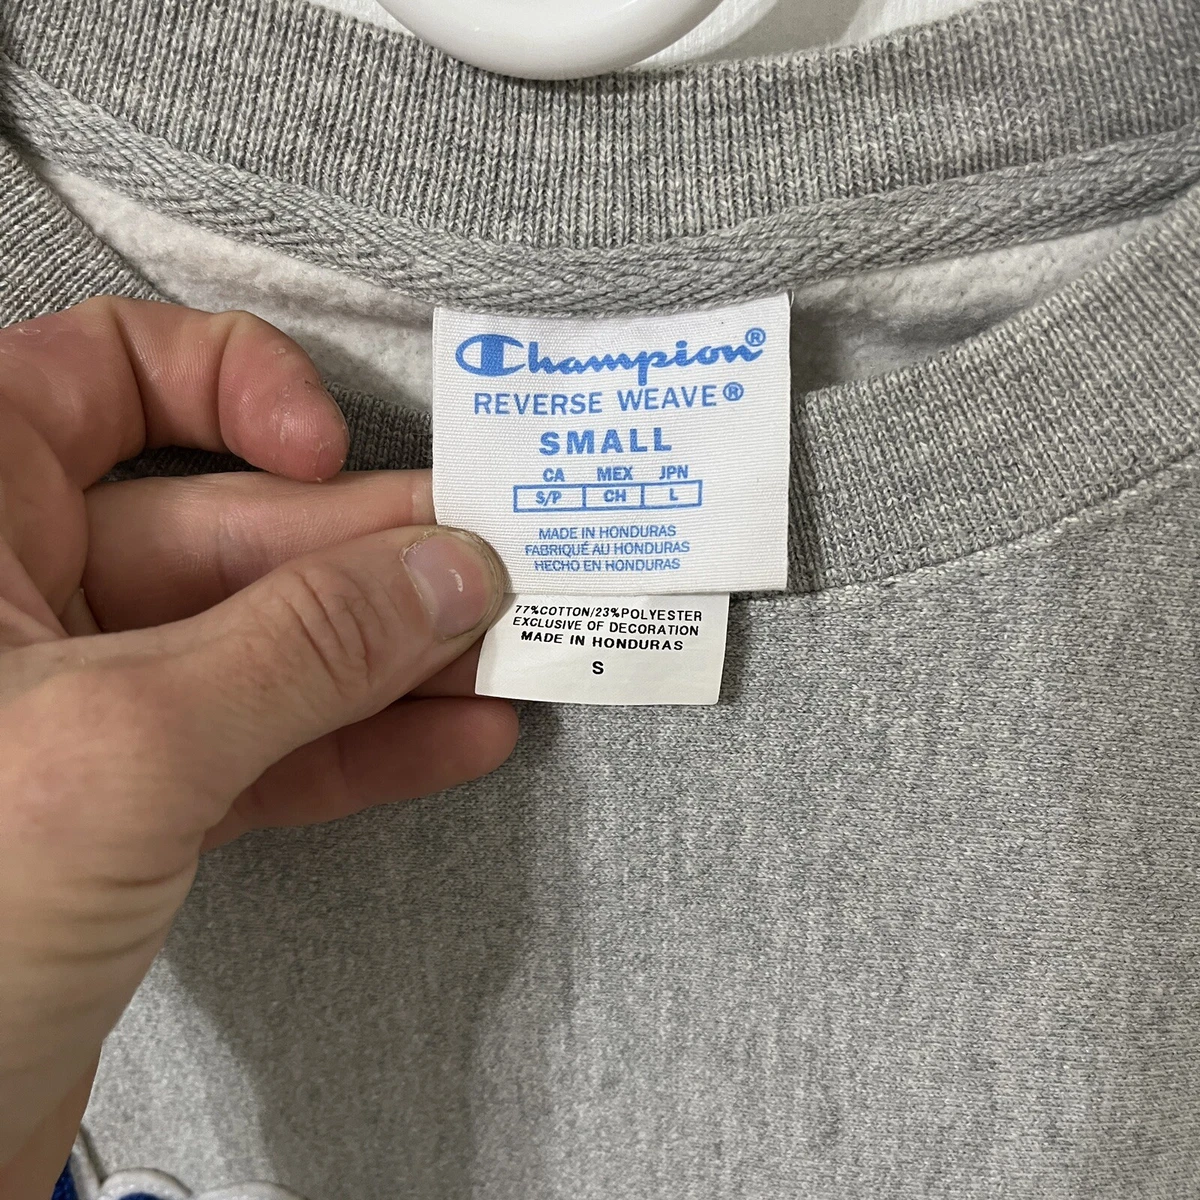 Champion®
REVERSE WEAVE®
SMALL
CA MEX JPN
S/P CH L
MADE IN HONDURAS
FABRIQUÉ AU HONDURAS
HECHO EN HONDURAS
77%COTTON/23%POLYESTER
EXCLUSIVE OF DECORATION
MADE IN HONDURAS
S